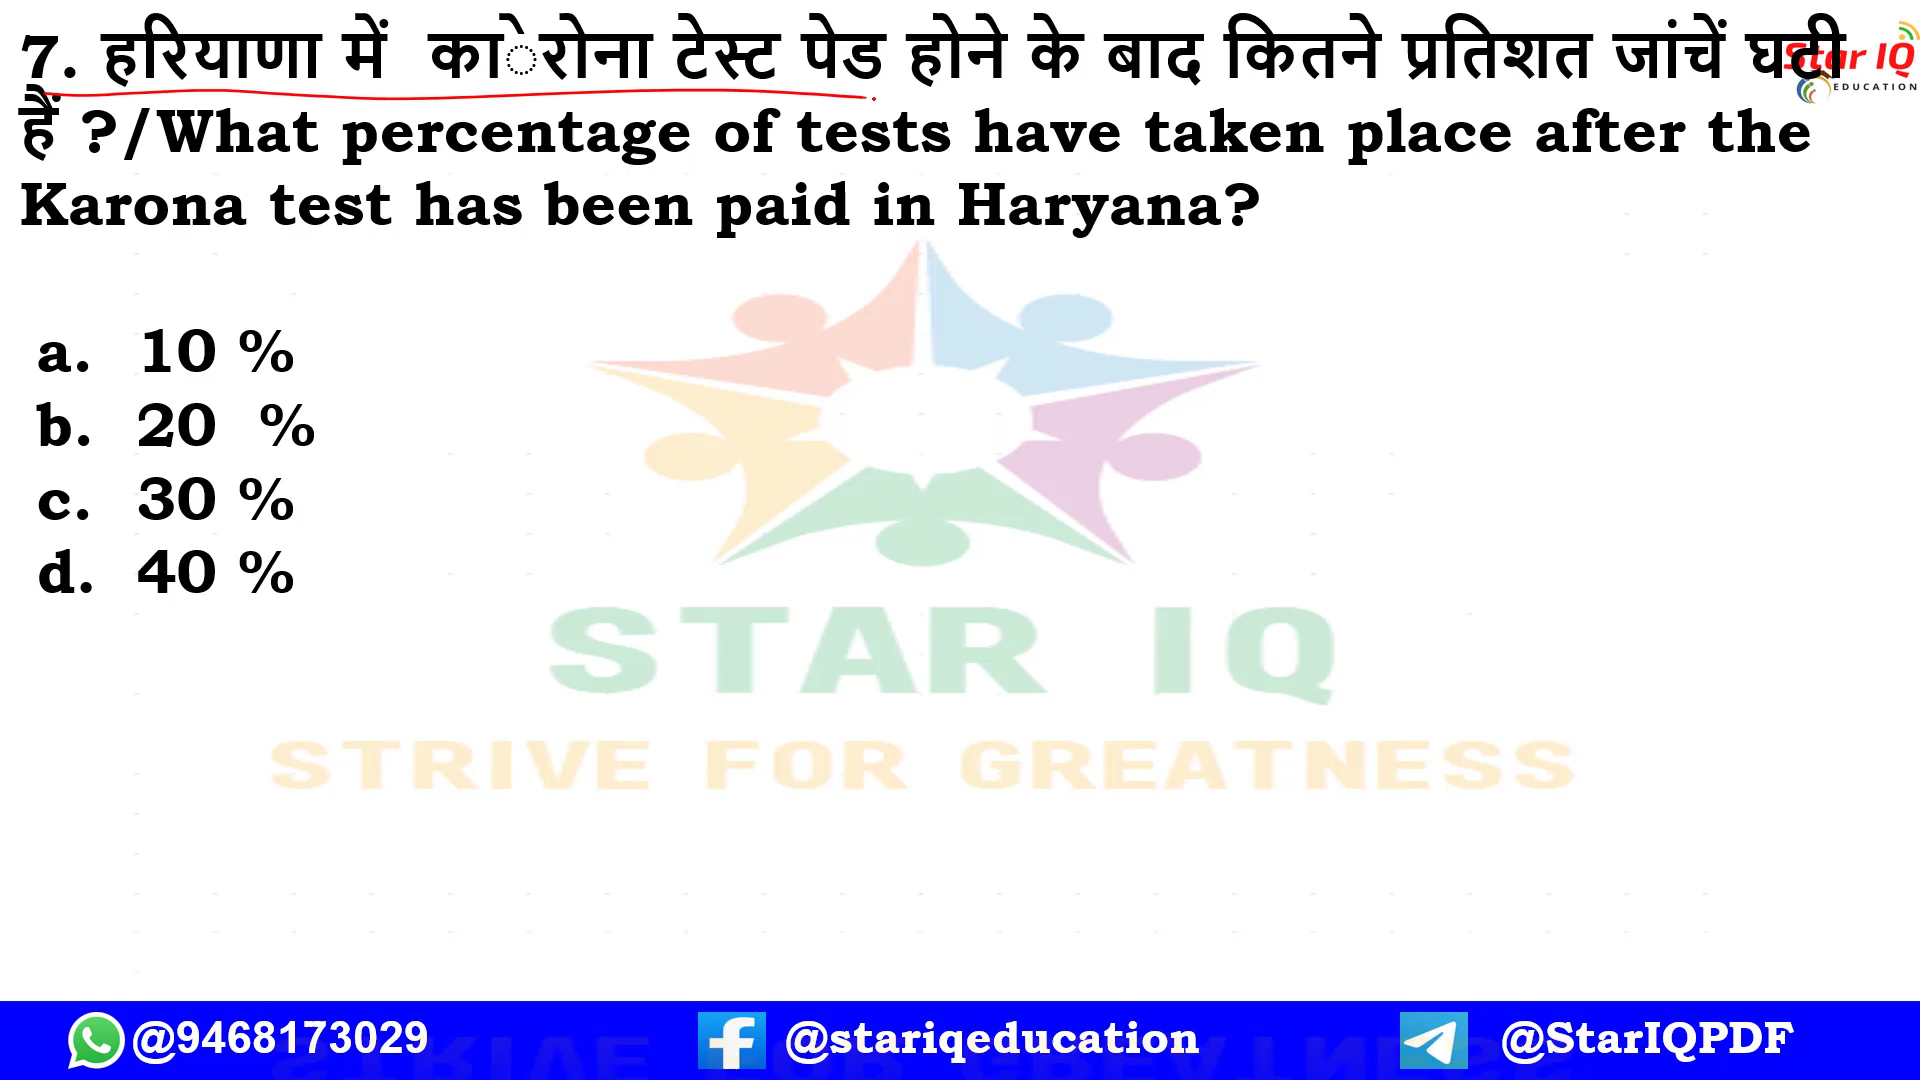 7. हरियाणा में काेरोना टेस्ट पेड होने के बाद कितने प्रतिशत जांचें घटी
Star IQ
EDUCATION
हैं ?/What percentage of tests have taken place after the
Karona test has been paid in Haryana?
a. 10 %
b. 20 %
c. 30 %
d. 40 %
STAR IQ
STRIVE FOR GREATNESS
@9468173029 @stariqeducation @StarIQPDF